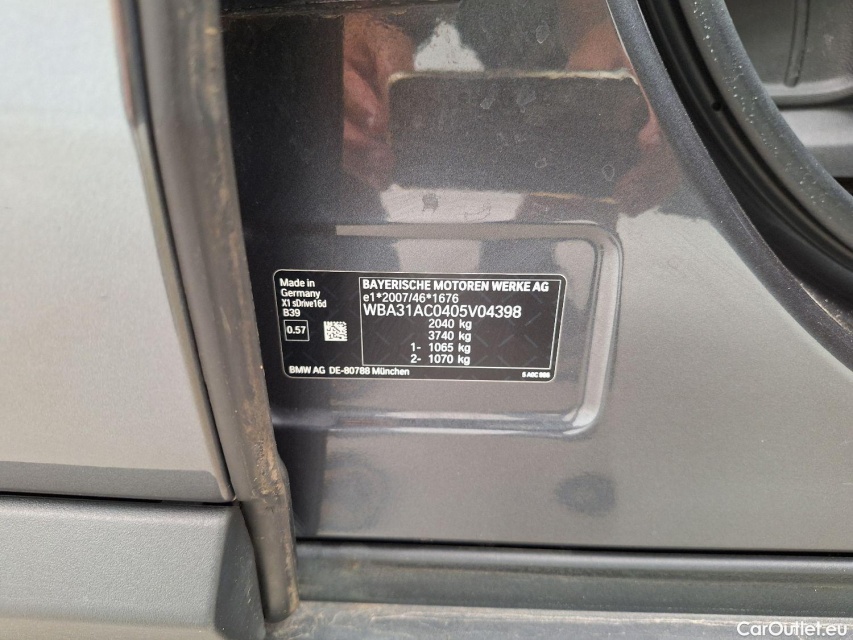 Made in
Germany
X1 sDrive16d
B39
0.57
BAYERISCHE MOTOREN WERKE AG
e1*2007/46*1676
WBA31AC0405V04398
2040 kg
3740 kg
1- 1065 kg
2- 1070 kg
BMW AG DE-80788 München
CarOutlet.eu